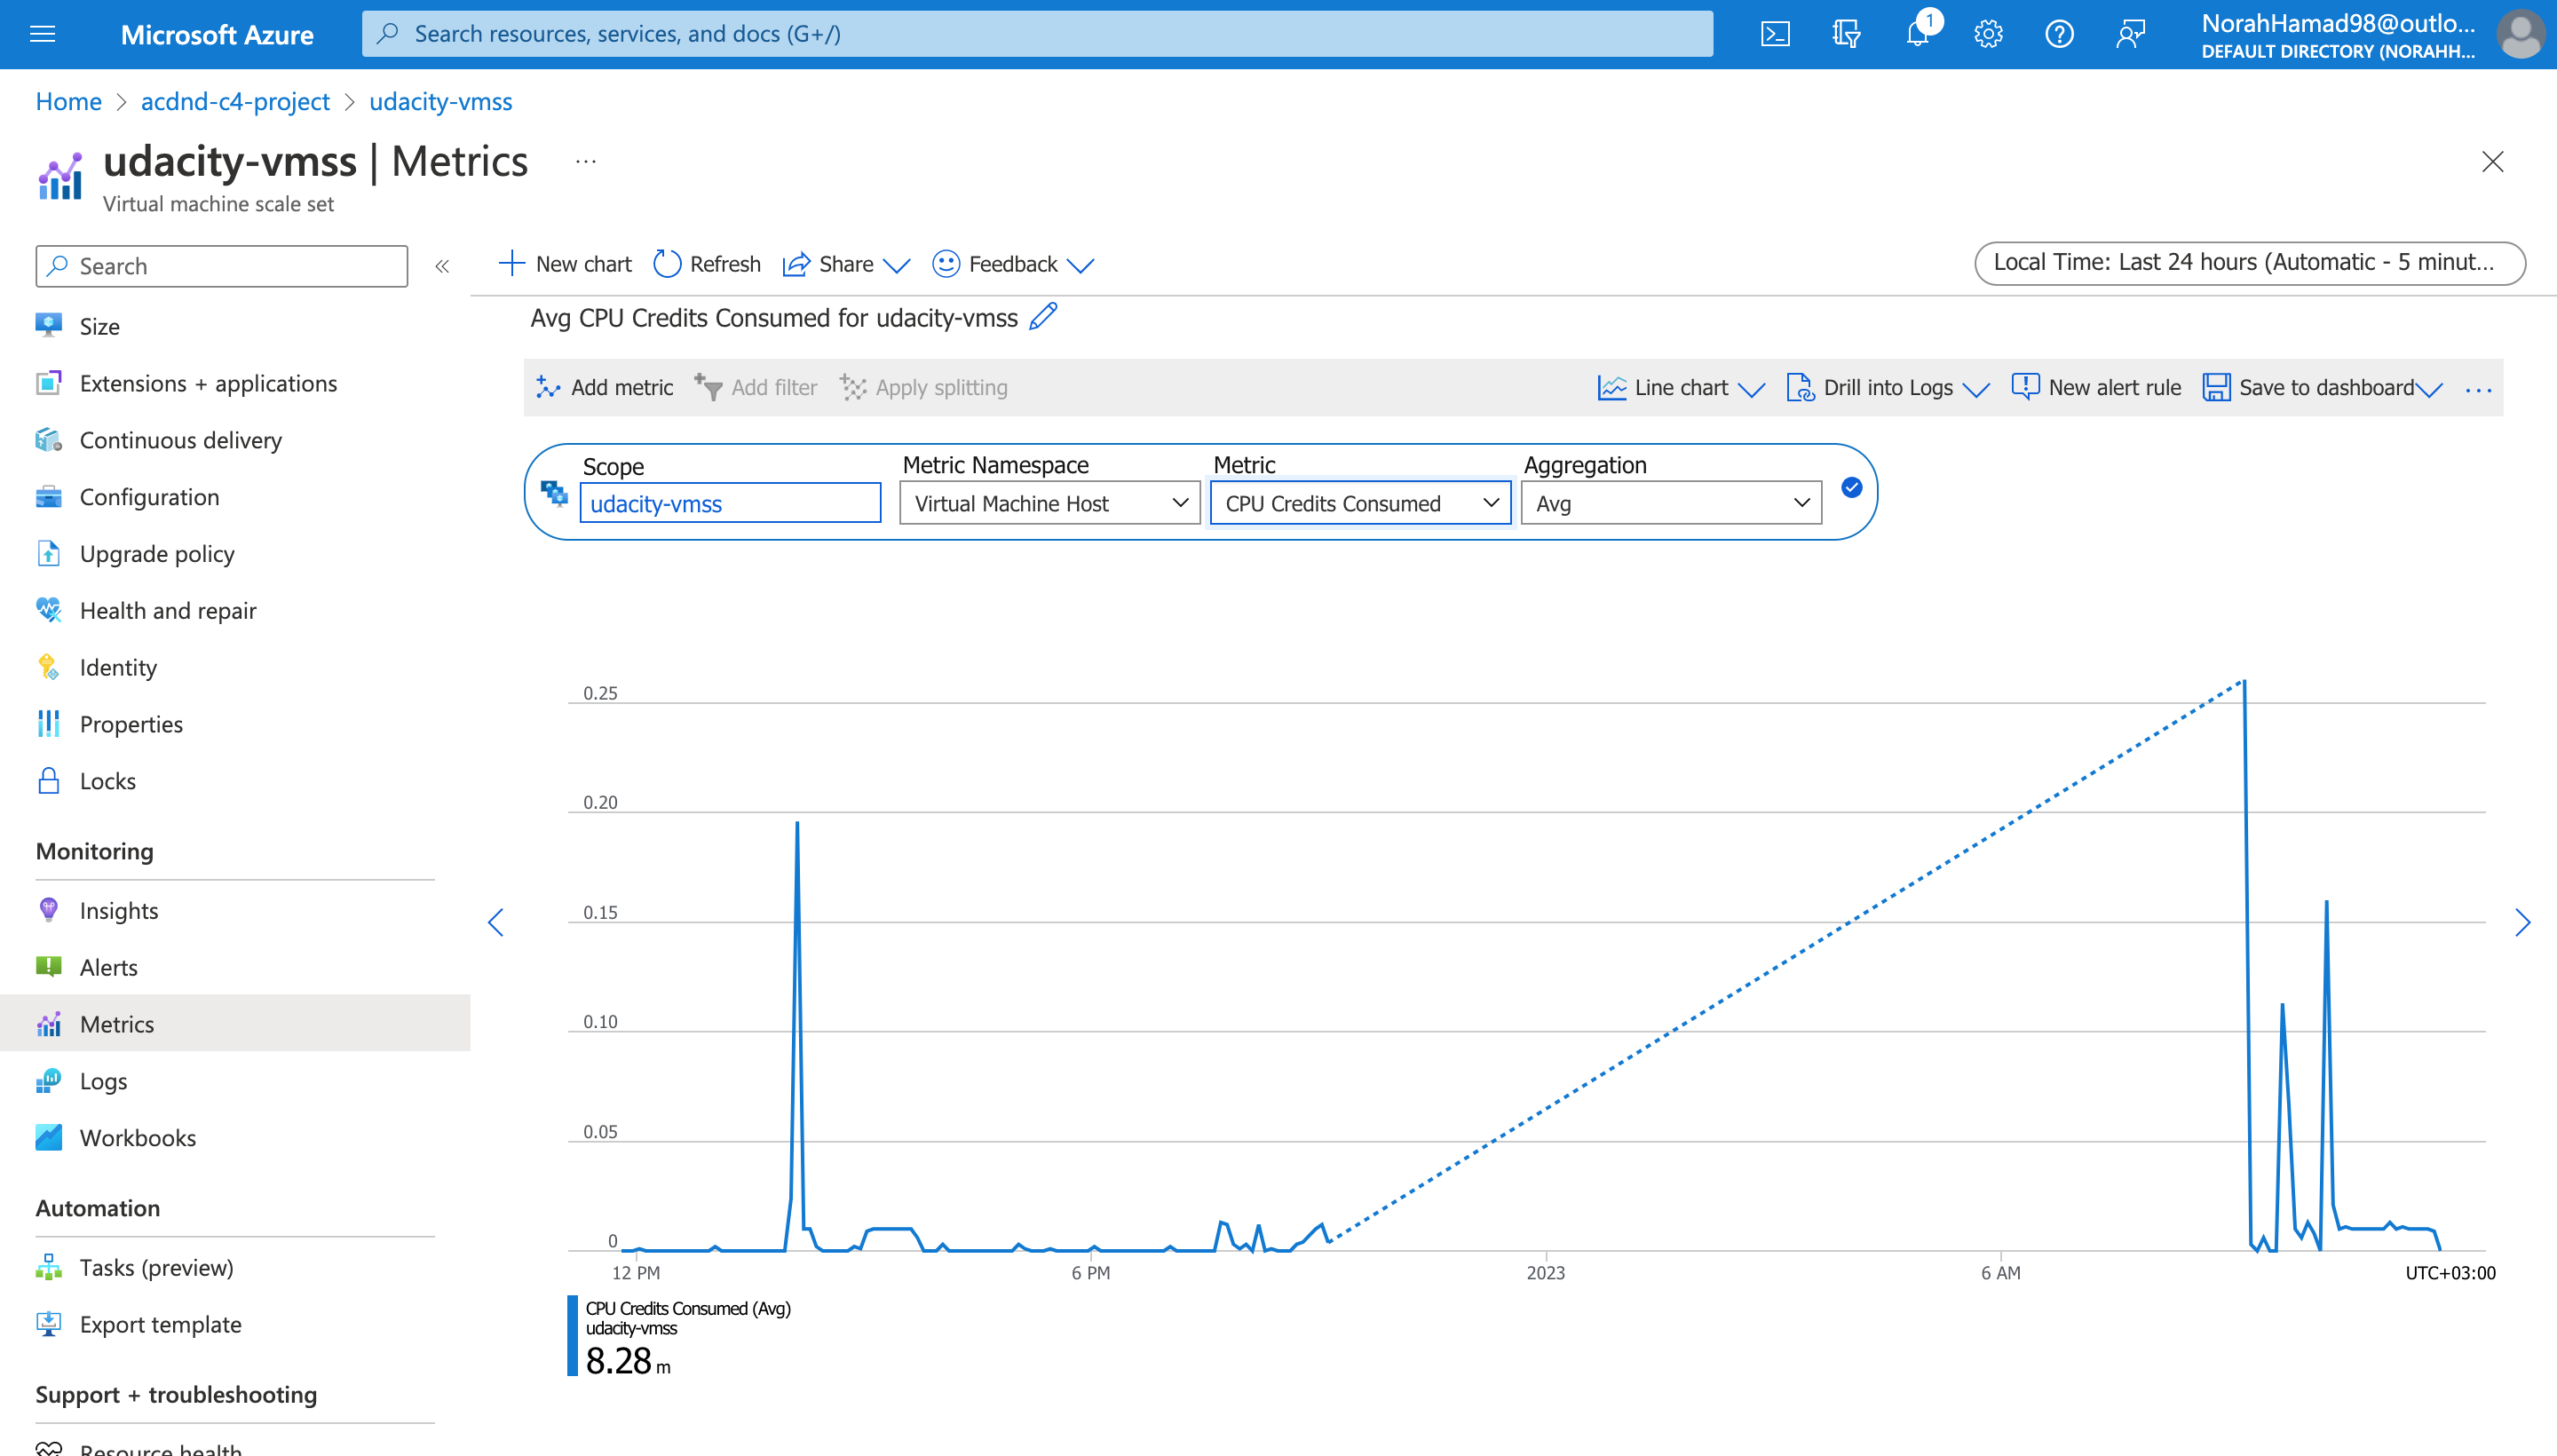 Microsoft Azure
Search resources, services, and docs (G+/)
1
NorahHamad98@outlo...
DEFAULT DIRECTORY (NORAHH...
Home > acdnd-c4-project > udacity-vmss
udacity-vmss | Metrics ...
Virtual machine scale set
Search
«
New chart
Refresh
Share
Feedback
Local Time: Last 24 hours (Automatic - 5 minut...
Size
Extensions + applications
Continuous delivery
Configuration
Upgrade policy
Health and repair
Identity
Properties
Locks
Monitoring
Insights
Alerts
Metrics
Logs
Workbooks
Automation
Tasks (preview)
Export template
Support + troubleshooting
Resource health
Avg CPU Credits Consumed for udacity-vmss
Add metric
Add filter
Apply splitting
Line chart
Drill into Logs
New alert rule
Save to dashboard
...
Scope
Metric Namespace
Metric
Aggregation
udacity-vmss
Virtual Machine Host
CPU Credits Consumed
Avg
0.25
0.20
0.15
0.10
0.05
0
12 PM
6 PM
2023
6 AM
UTC+03:00
CPU Credits Consumed (Avg)
udacity-vmss
8.28 m